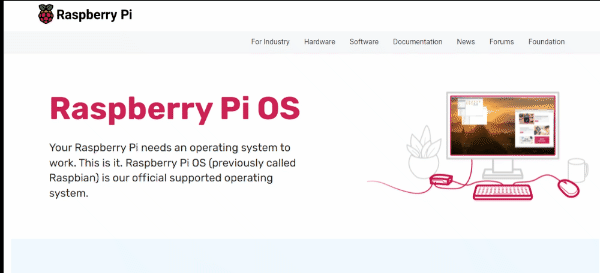 Raspberry Pi
For Industry Hardware Software Documentation News Forums Foundation
Raspberry Pi OS
Your Raspberry Pi needs an operating system to
work. This is it. Raspberry Pi OS (previously called
Raspbian) is our official supported operating
system.